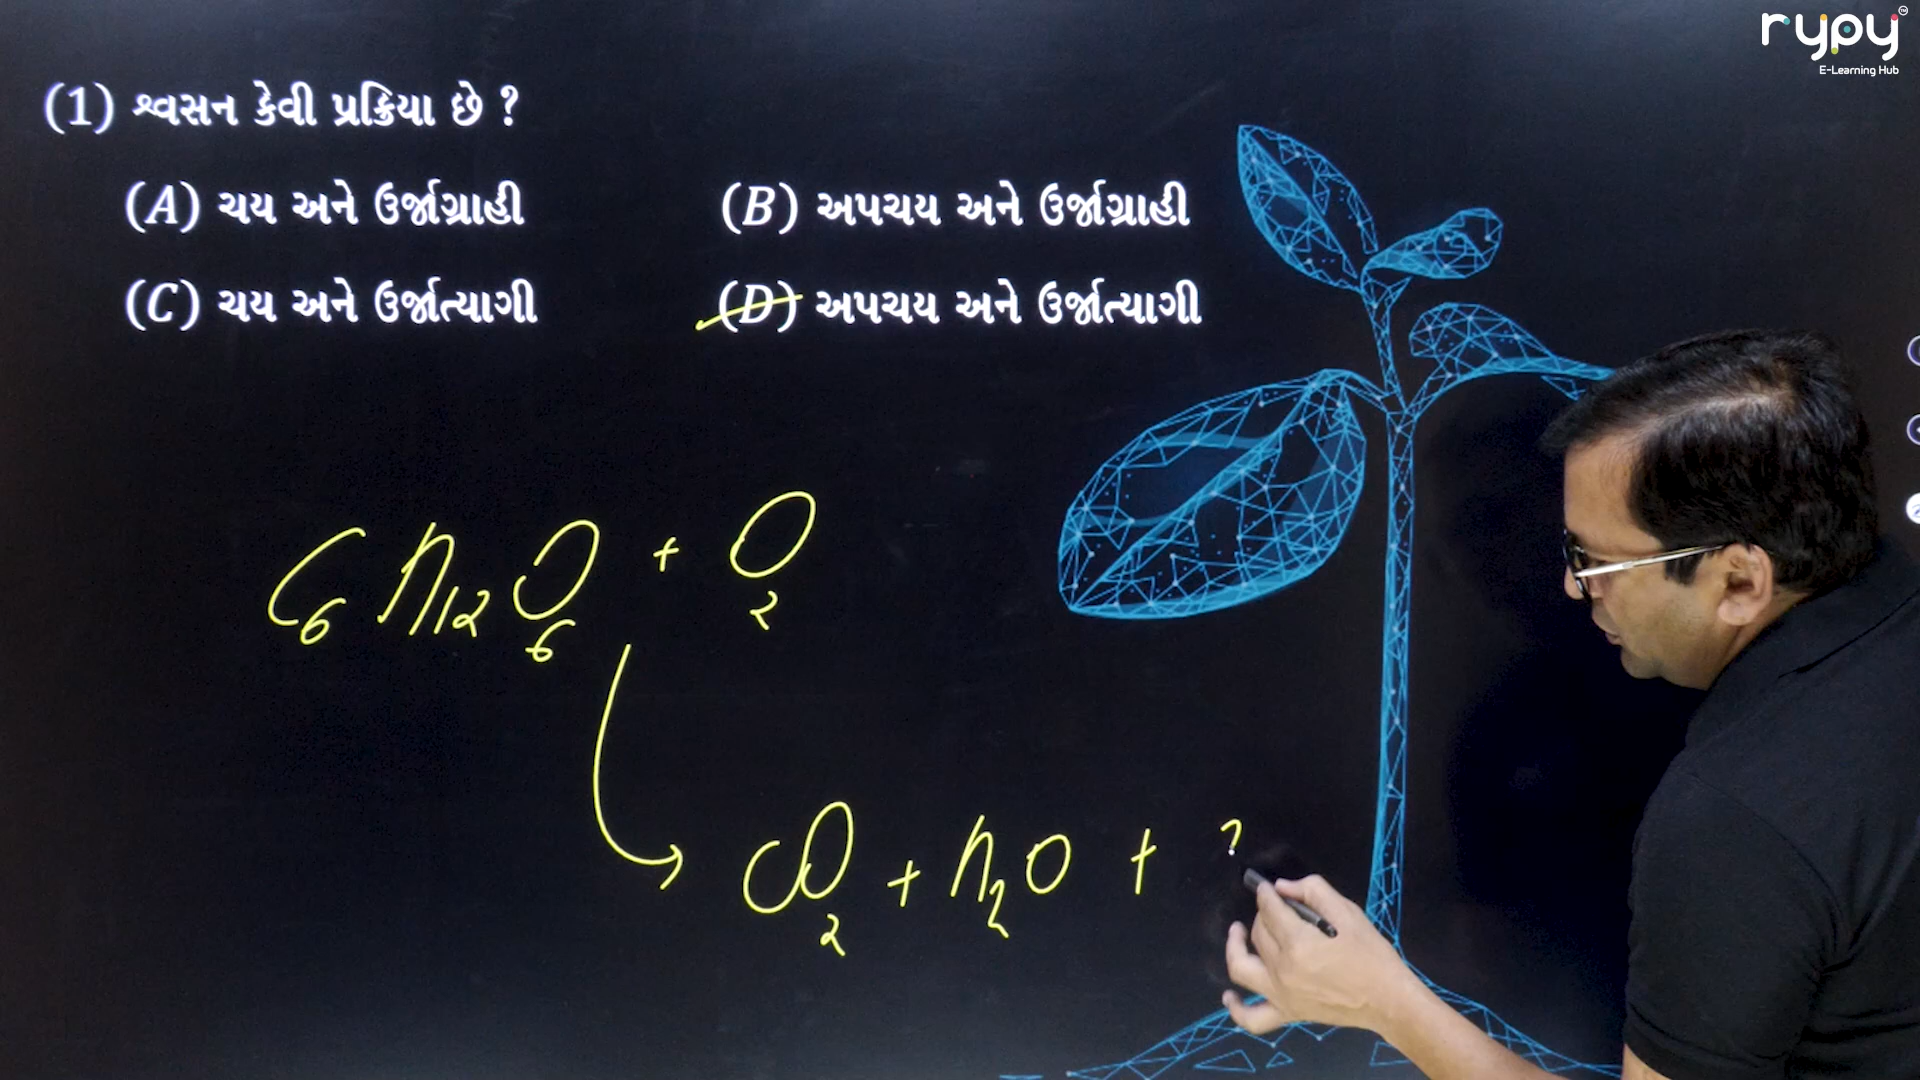 rypy™
E-Learning Hub
(1) શ્વસન કેવી પ્રક્રિયા છે ?
(A) ચય અને ઉર્જાગ્રાહી
(B) અપચય અને ઉર્જાગ્રાહી
(C) ચય અને ઉર્જાત્યાગી
(D) અપચય અને ઉર્જાત્યાગી
C6H12O6 + O2
→ CO2 + H2O + ?